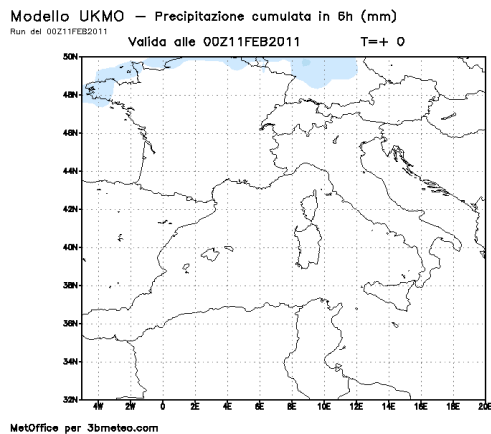 Modello UKMO – Precipitazione cumulata in 6h (mm)
Run del 00Z11FEB2011
Valida alle 00Z11FEB2011 T=+ 0
50N
48N
46N
44N
42N
40N
38N
36N
34N
32N
4W 2W 0 2E 4E 6E 8E 10E 12E 14E 16E 18E 20E
MetOffice per 3bmeteo.com